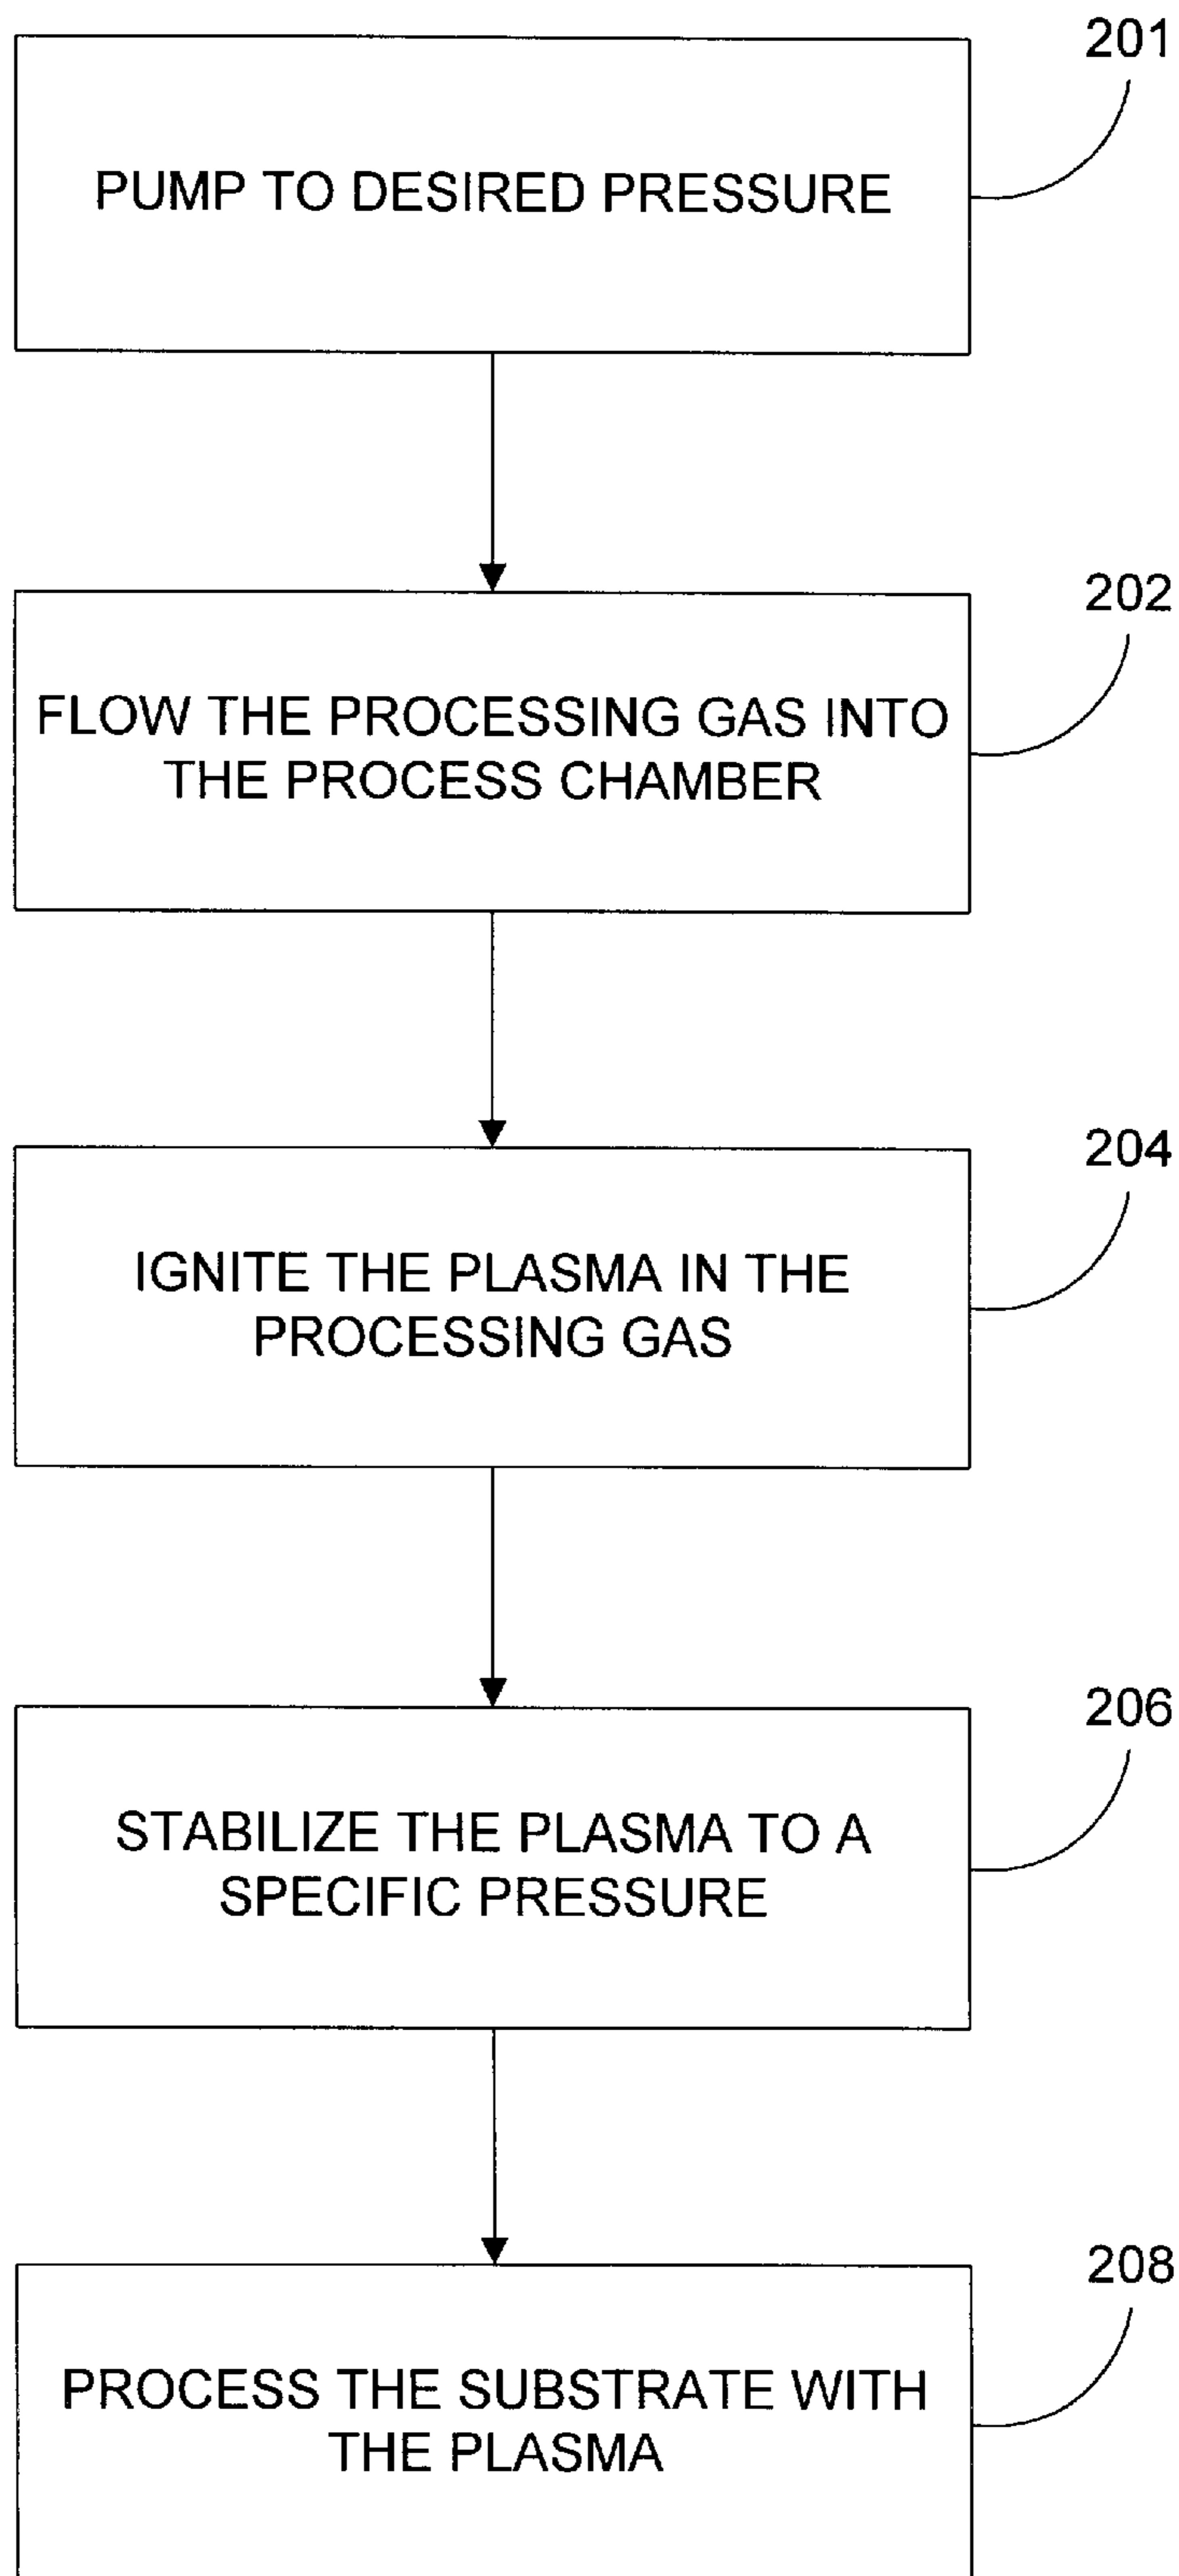 201
PUMP TO DESIRED PRESSURE
202
FLOW THE PROCESSING GAS INTO
THE PROCESS CHAMBER
204
IGNITE THE PLASMA IN THE
PROCESSING GAS
206
STABILIZE THE PLASMA TO A
SPECIFIC PRESSURE
208
PROCESS THE SUBSTRATE WITH
THE PLASMA